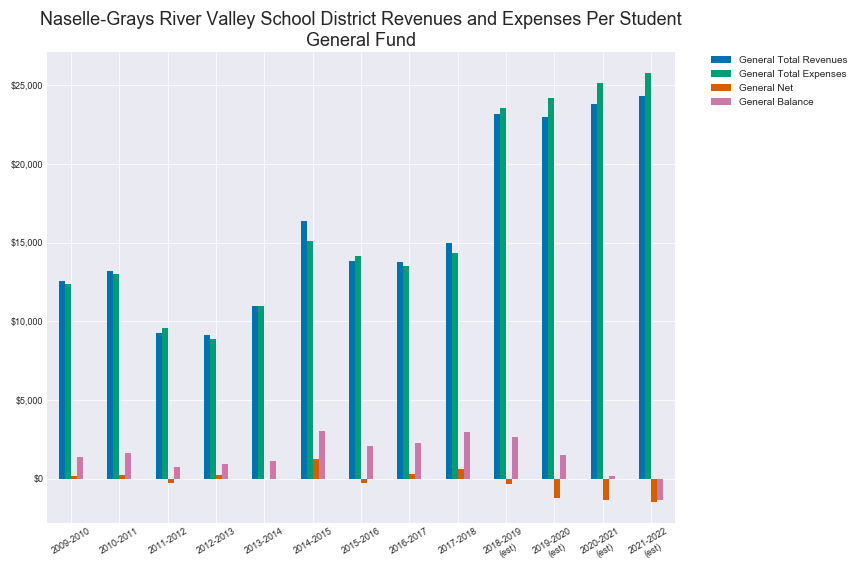 Naselle-Grays River Valley School District Revenues and Expenses Per Student
General Fund
General Total Revenues
General Total Expenses
General Net
General Balance
$25,000
$20,000
$15,000
$10,000
$5,000
$0
2009-2010
2010-2011
2011-2012
2012-2013
2013-2014
2014-2015
2015-2016
2016-2017
2017-2018
2018-2019
(est)
2019-2020
(est)
2020-2021
(est)
2021-2022
(est)